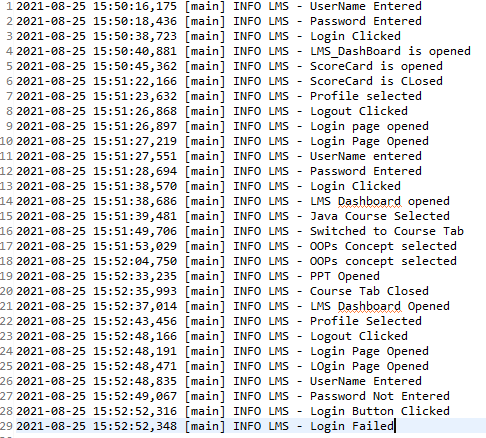 1 2021-08-25 15:50:16,175 [main] INFO LMS - UserName Entered
2 2021-08-25 15:50:18,436 [main] INFO LMS - Password Entered
3 2021-08-25 15:50:38,723 [main] INFO LMS - Login Clicked
4 2021-08-25 15:50:40,881 [main] INFO LMS - LMS_DashBoard is opened
5 2021-08-25 15:50:45,362 [main] INFO LMS - ScoreCard is opened
6 2021-08-25 15:51:22,166 [main] INFO LMS - ScoreCard is CLosed
7 2021-08-25 15:51:23,632 [main] INFO LMS - Profile selected
8 2021-08-25 15:51:26,868 [main] INFO LMS - Logout Clicked
9 2021-08-25 15:51:26,897 [main] INFO LMS - Login page opened
10 2021-08-25 15:51:27,219 [main] INFO LMS - Login Page Opened
11 2021-08-25 15:51:27,551 [main] INFO LMS - UserName entered
12 2021-08-25 15:51:28,694 [main] INFO LMS - Password Entered
13 2021-08-25 15:51:38,570 [main] INFO LMS - Login Clicked
14 2021-08-25 15:51:38,686 [main] INFO LMS - LMS Dashboard opened
15 2021-08-25 15:51:39,481 [main] INFO LMS - Java Course Selected
16 2021-08-25 15:51:49,706 [main] INFO LMS - Switched to Course Tab
17 2021-08-25 15:51:53,029 [main] INFO LMS - OOPs Concept selected
18 2021-08-25 15:52:04,750 [main] INFO LMS - OOPs concept selected
19 2021-08-25 15:52:33,235 [main] INFO LMS - PPT Opened
20 2021-08-25 15:52:35,993 [main] INFO LMS - Course Tab Closed
21 2021-08-25 15:52:37,014 [main] INFO LMS - LMS Dashboard Opened
22 2021-08-25 15:52:43,456 [main] INFO LMS - Profile Selected
23 2021-08-25 15:52:48,166 [main] INFO LMS - Logout Clicked
24 2021-08-25 15:52:48,191 [main] INFO LMS - Login Page Opened
25 2021-08-25 15:52:48,471 [main] INFO LMS - LOgin Page Opened
26 2021-08-25 15:52:48,835 [main] INFO LMS - UserName Entered
27 2021-08-25 15:52:49,067 [main] INFO LMS - Password Not Entered
28 2021-08-25 15:52:52,316 [main] INFO LMS - Login Button Clicked
29 2021-08-25 15:52:52,348 [main] INFO LMS - Login Failed